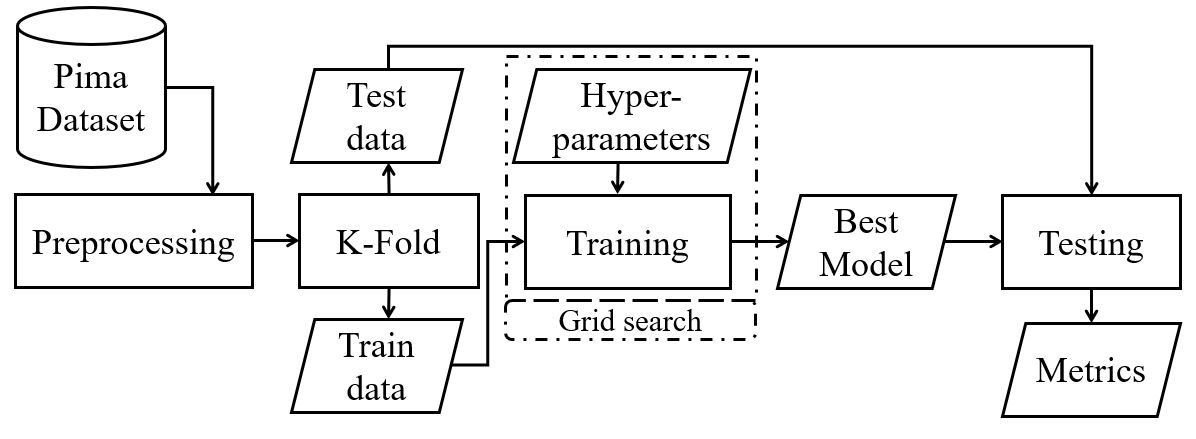 Pima
Dataset
Test
data
Hyper-
parameters
Preprocessing
K-Fold
Training
Best
Model
Testing
Grid search
Train
data
Metrics